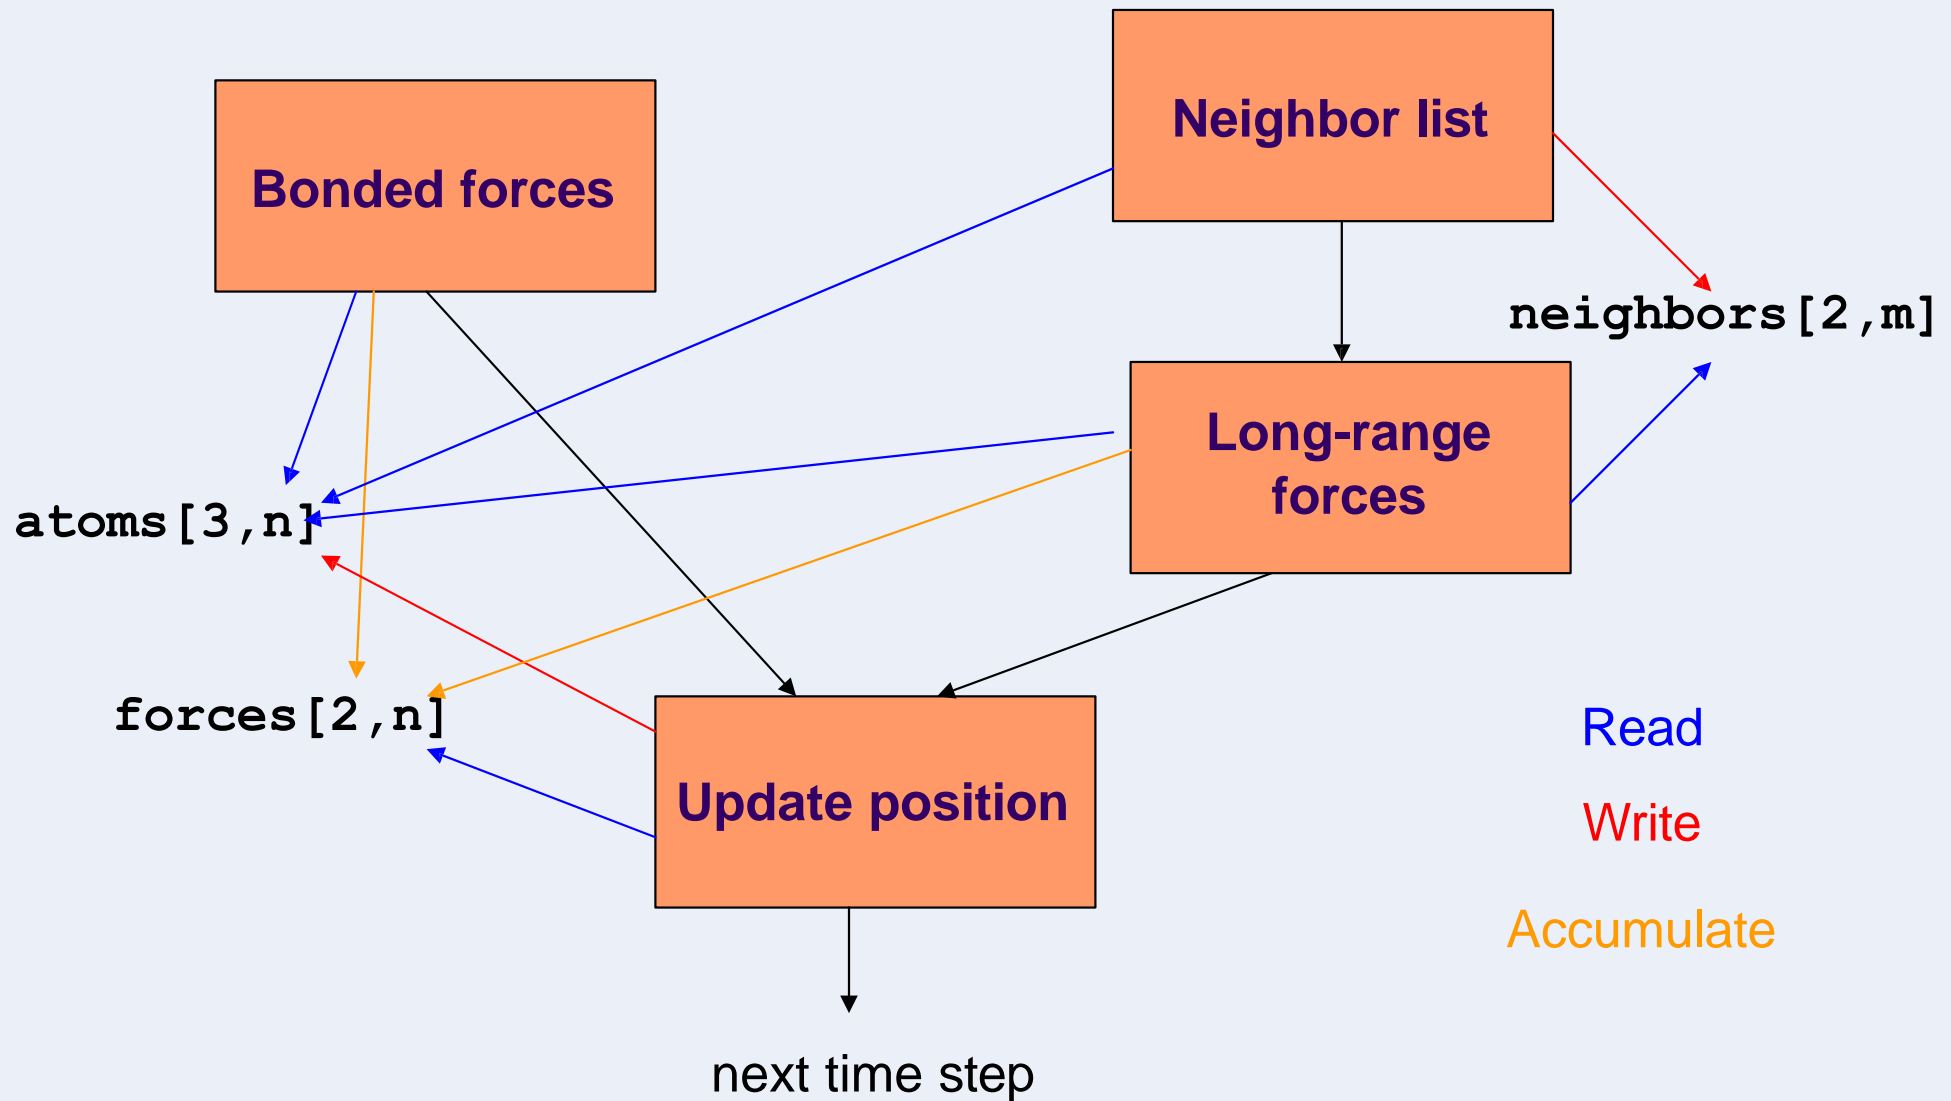 Neighbor list
Bonded forces
neighbors[2,m]
Long-range
forces
atoms[3,n]
forces[2,n]
Read
Update position
Write
Accumulate
next time step